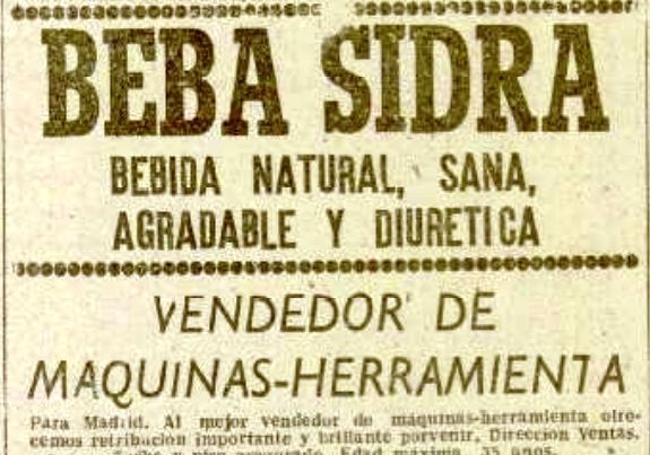 BEBA SIDRA
BEBIDA NATURAL, SANA,
AGRADABLE Y DIURETICA
VENDEDOR DE
MAQUINAS-HERRAMIENTA
Para Madrid. Al mejor vendedor de máquinas-herramienta ofre-
cemos retribución importante y brillante porvenir. Dirección Ventas.
Edad máxima, 35 años.